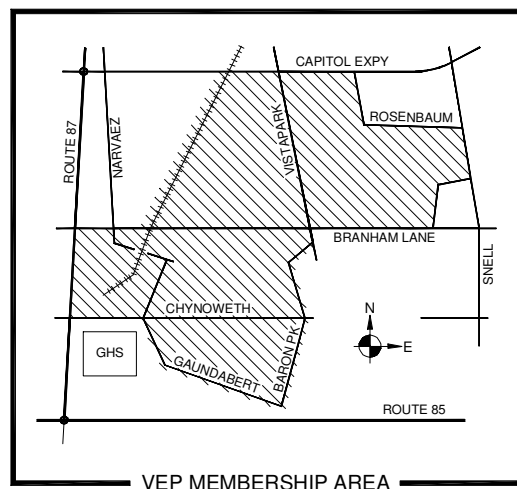 CAPITOL EXPY
ROSENBAUM
NARVAEZ
ROUTE 87
VISTAPARK
BRANHAM LANE
SNELL
CHYNOWETH
N
E
GHS
GAUNDABERT
BARON PK
ROUTE 85
VEP MEMBERSHIP AREA